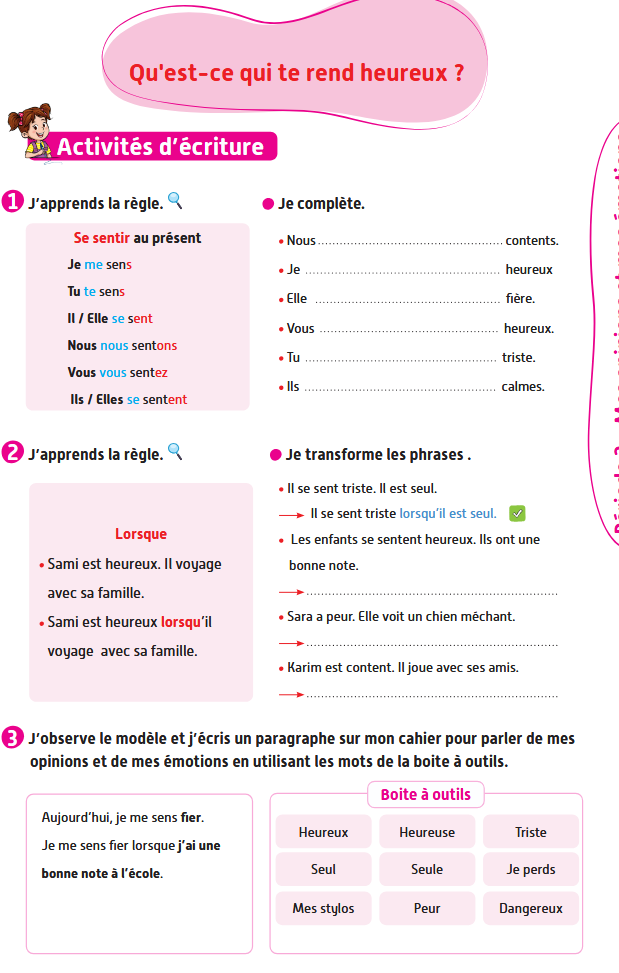 Qu'est-ce qui te rend heureux ?
Activités d'écriture
1 J'apprends la règle.
Se sentir au présent
Je me sens
Tu te sens
Il / Elle se sent
Nous nous sentons
Vous vous sentez
Ils / Elles se sentent
Je complète.
• Nous .................................................... contents.
• Je .................................................... heureux
• Elle .................................................... fière.
• Vous .................................................... heureux.
• Tu .................................................... triste.
• Ils .................................................... calmes.
2 J'apprends la règle.
Lorsque
• Sami est heureux. Il voyage
avec sa famille.
• Sami est heureux lorsqu'il
voyage avec sa famille.
Je transforme les phrases .
• Il se sent triste. Il est seul.
→ Il se sent triste lorsqu'il est seul.
• Les enfants se sentent heureux. Ils ont une
bonne note.
→ ....................................................
• Sara a peur. Elle voit un chien méchant.
→ ....................................................
• Karim est content. Il joue avec ses amis.
→ ....................................................
3 J'observe le modèle et j'écris un paragraphe sur mon cahier pour parler de mes
opinions et de mes émotions en utilisant les mots de la boite à outils.
Aujourd'hui, je me sens fier.
Je me sens fier lorsque j'ai une
bonne note à l'école.
Boite à outils
Heureux Heureuse Triste
Seul Seule Je perds
Mes stylos Peur Dangereux